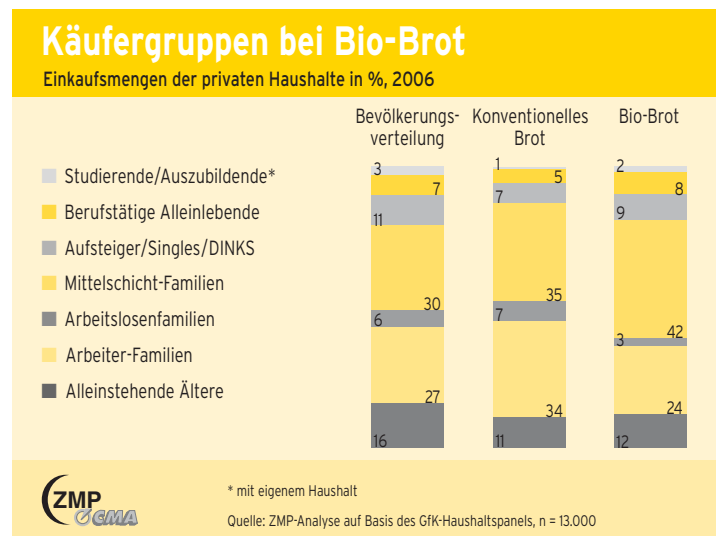 Käufergruppen bei Bio-Brot
Einkaufsmengen der privaten Haushalte in %, 2006
Bevölkerungs-
verteilung
Konventionelles
Brot
Bio-Brot
Studierende/Auszubildende*
Berufstätige Alleinlebende
Aufsteiger/Singles/DINKS
Mittelschicht-Familien
Arbeitslosenfamilien
Arbeiter-Familien
Alleinstehende Ältere
3
7
11
30
6
27
16
1
5
7
35
7
34
11
2
8
9
42
3
24
12
ZMP
CMA
* mit eigenem Haushalt
Quelle: ZMP-Analyse auf Basis des GfK-Haushaltspanels, n = 13.000